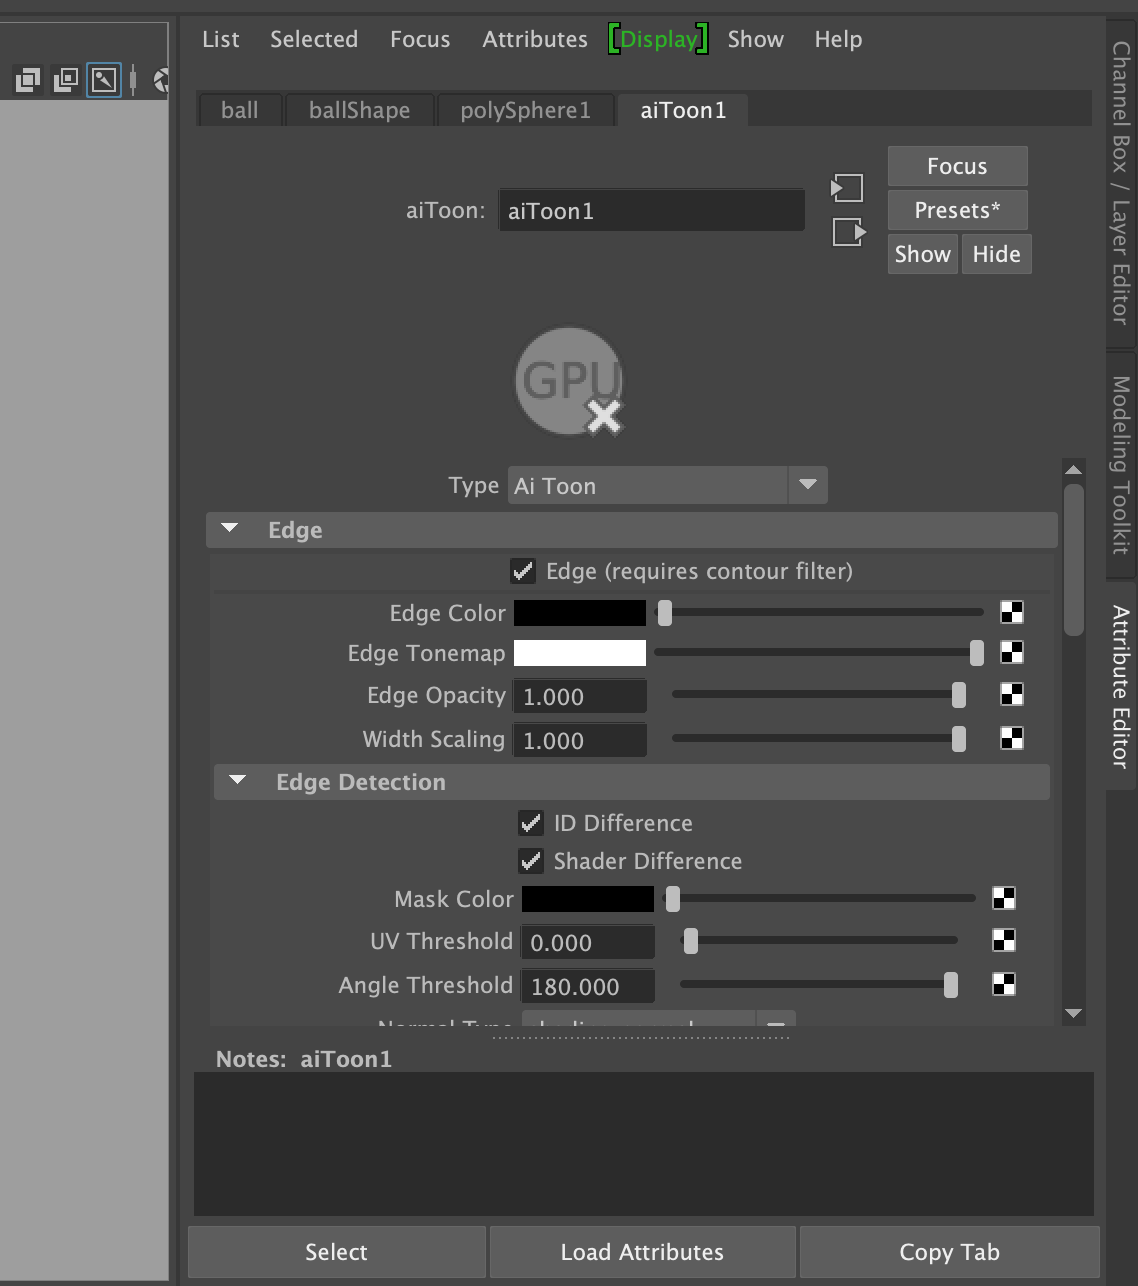 List Selected Focus Attributes [Display] Show Help
ball ballShape polySphere1 aiToon1
Focus
aiToon: aiToon1
Presets*
Show Hide
GPU
Type Ai Toon
Edge
Edge (requires contour filter)
Edge Color
Edge Tonemap
Edge Opacity 1.000
Width Scaling 1.000
Edge Detection
ID Difference
Shader Difference
Mask Color
UV Threshold 0.000
Angle Threshold 180.000
Normal Type
Notes: aiToon1
Select Load Attributes Copy Tab
Channel Box / Layer Editor
Modeling Toolkit
Attribute Editor